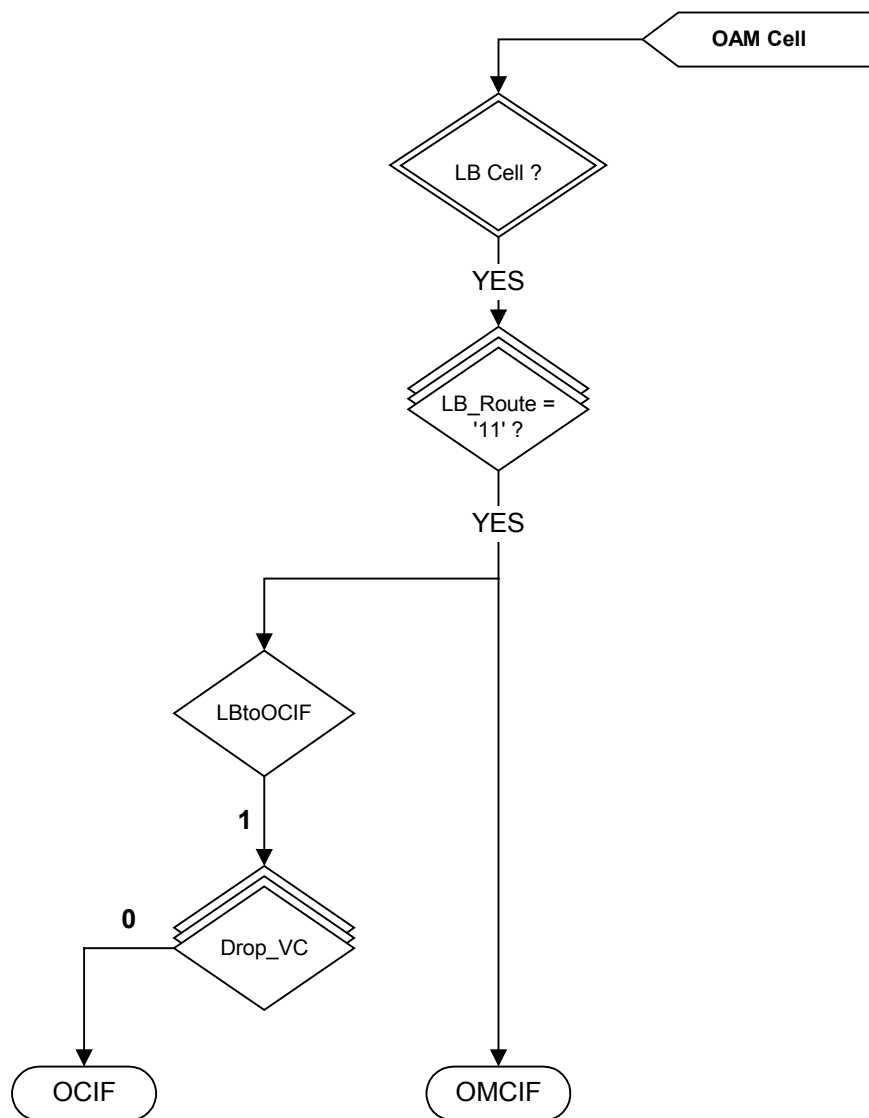 OAM Cell
LB Cell ?
YES
LB_Route =
'11' ?
YES
LBtoOCIF
1
0
Drop_VC
OCIF
OMCIF